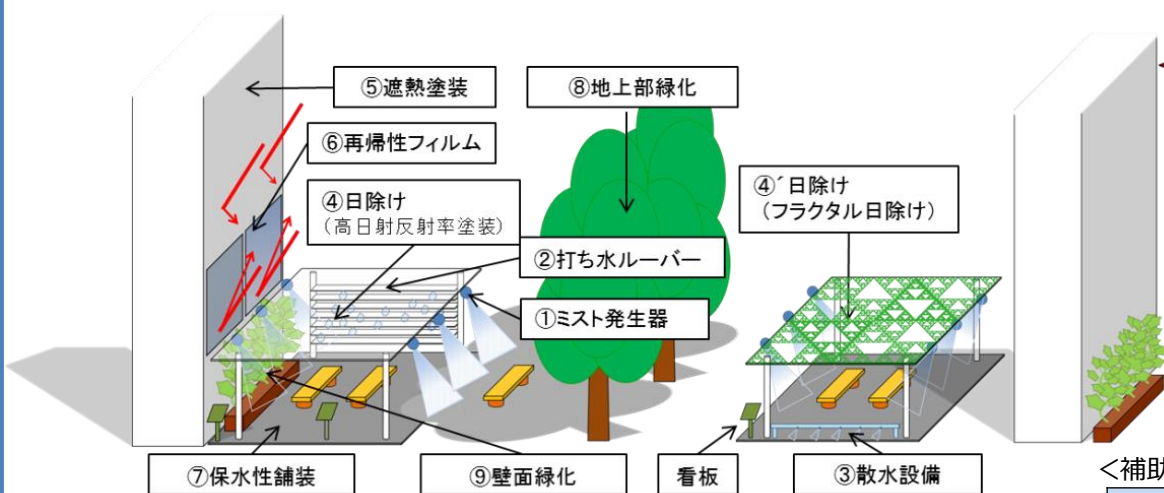 ⑤遮熱塗装
⑧地上部緑化
⑥再帰性フィルム
④日除け
（高日射反射率塗装）
④´日除け
（フラクタル日除け）
②打ち水ルーバー
①ミスト発生器
⑦保水性舗装
⑨壁面緑化
看板
③散水設備
＜補助